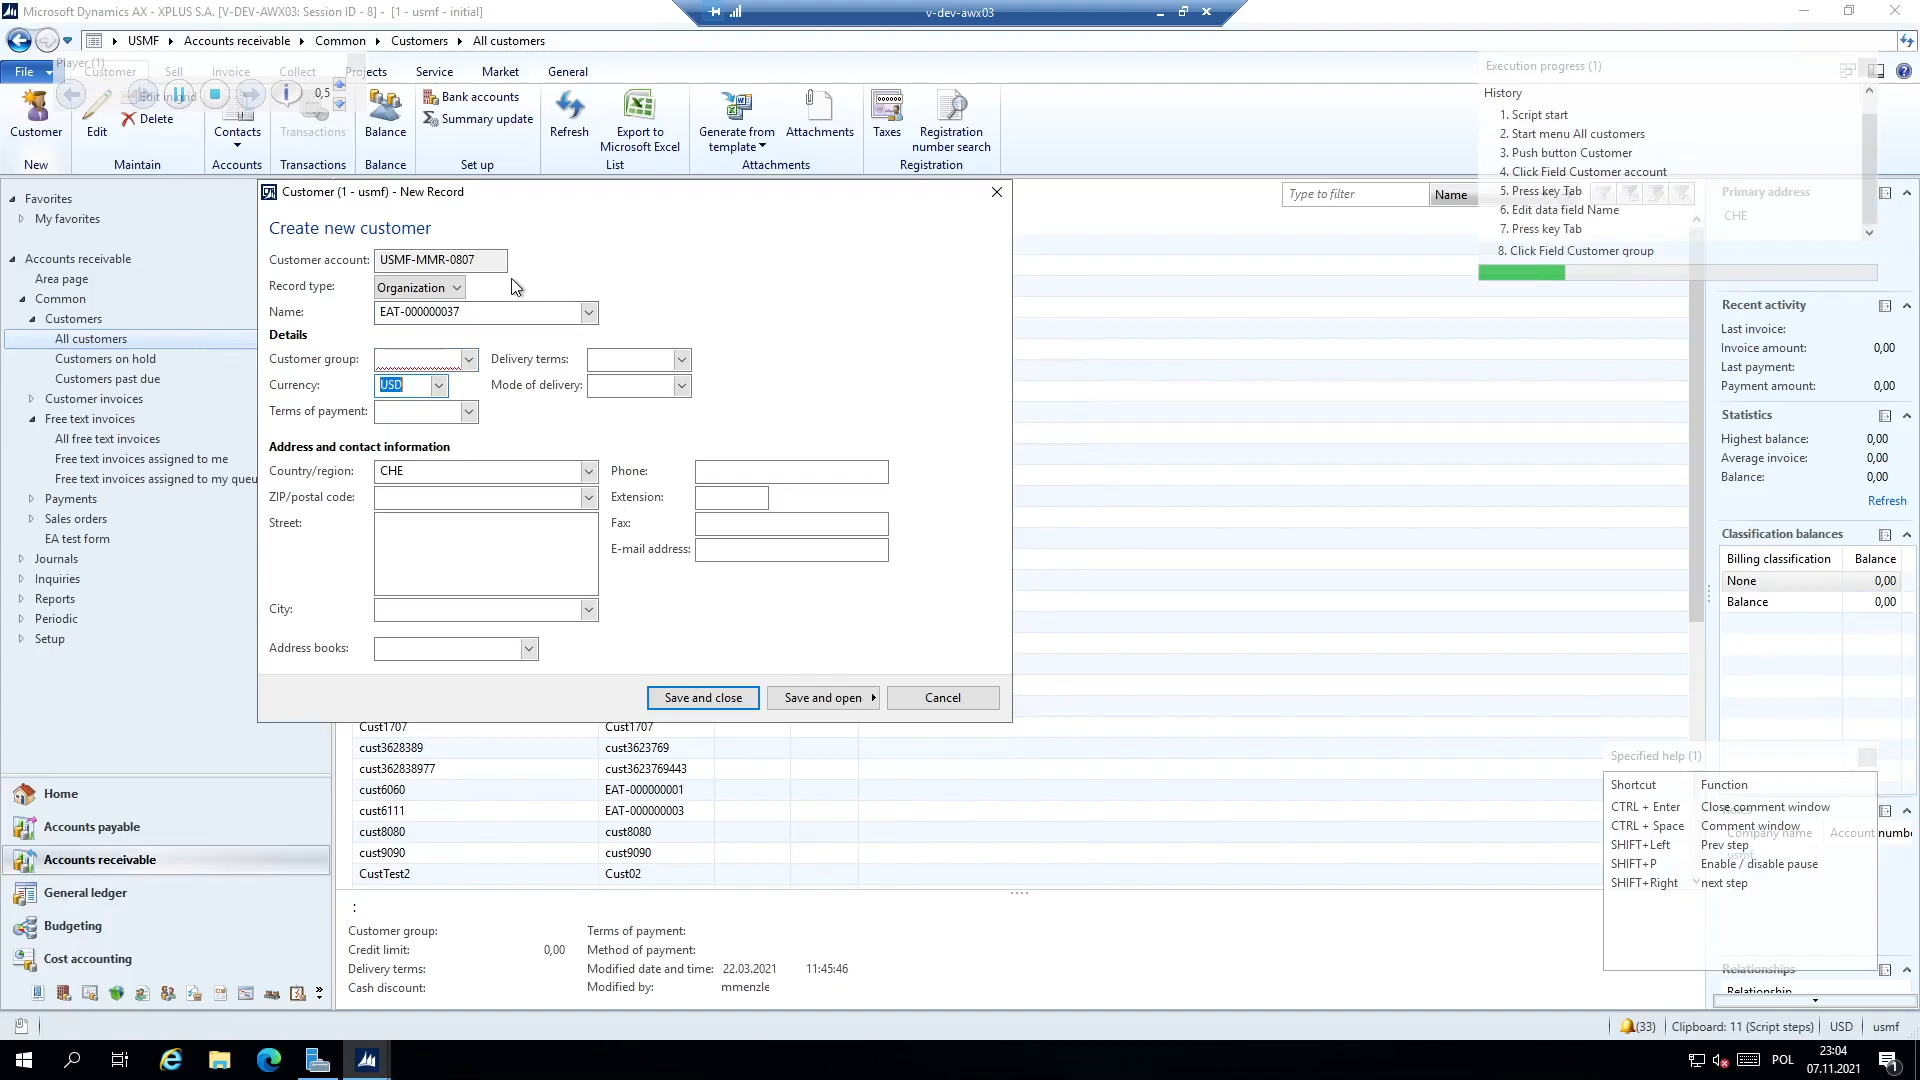 Microsoft Dynamics AX - XPLUS S.A. [V-DEV-AWX03: Session ID - 8] - [1 - usmf - initial]
v-dev-awx03
USMF Accounts receivable Common Customers All customers
Player (1)
File Customer Sell Invoice Collect Projects Service Market General
Execution progress (1)
History
1. Script start
2. Start menu All customers
3. Push button Customer
4. Click Field Customer account
5. Press key Tab
6. Edit data field Name
7. Press key Tab
8. Click Field Customer group
0,5
Customer
New
Edit
Edit in grid
Delete
Maintain
Contacts
Accounts
Transactions
Transactions
Balance
Balance
Bank accounts
Summary update
Set up
Refresh
Export to
Microsoft Excel
List
Generate from
template
Attachments
Attachments
Taxes
Registration
number search
Registration
Favorites
My favorites
Accounts receivable
Area page
Common
Customers
All customers
Customers on hold
Customers past due
Customer invoices
Free text invoices
All free text invoices
Free text invoices assigned to me
Free text invoices assigned to my queu
Payments
Sales orders
EA test form
Journals
Inquiries
Reports
Periodic
Setup
Home
Accounts payable
Accounts receivable
General ledger
Budgeting
Cost accounting
Customer (1 - usmf) - New Record
Create new customer
Customer account: USMF-MMR-0807
Record type: Organization
Name: EAT-000000037
Details
Customer group: Delivery terms:
Currency: USD Mode of delivery:
Terms of payment:
Address and contact information
Country/region: CHE Phone:
ZIP/postal code: Extension:
Street: Fax:
E-mail address:
City:
Address books:
Save and close Save and open Cancel
Type to filter Name
Cust1707 Cust1707
cust3628389 cust3623769
cust362838977 cust3623769443
cust6060 EAT-000000001
cust6111 EAT-000000003
cust8080 cust8080
cust9090 cust9090
CustTest2 Cust02
:
Customer group: Terms of payment:
Credit limit: 0,00 Method of payment:
Delivery terms: Modified date and time: 22.03.2021 11:45:46
Cash discount: Modified by: mmenzle
Primary address
CHE
Recent activity
Last invoice:
Invoice amount: 0,00
Last payment:
Payment amount: 0,00
Statistics
Highest balance: 0,00
Average invoice: 0,00
Balance: 0,00
Refresh
Classification balances
Billing classification Balance
None 0,00
Balance 0,00
Specified help (1)
Shortcut Function
CTRL + Enter Close comment window
CTRL + Space Comment window
SHIFT+Left Prev step
SHIFT+P Enable / disable pause
SHIFT+Right next step
Company name Account numbe
usmf
Relationships
Relationship
(33) Clipboard: 11 (Script steps) USD usmf
POL
23:04
07.11.2021
1